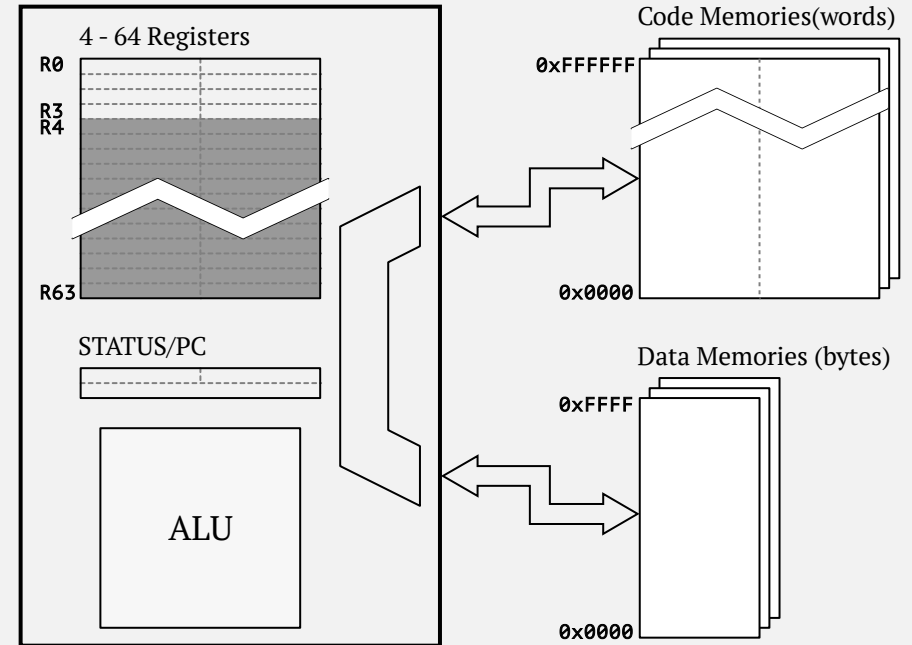 4 - 64 Registers
R0
R3
R4
R63
STATUS/PC
ALU
Code Memories(words)
0xFFFFFF
0x0000
Data Memories (bytes)
0xFFFF
0x0000